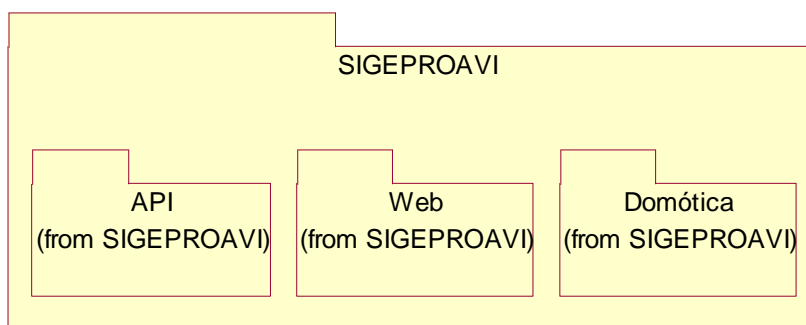 SIGEPROAVI
API
(from SIGEPROAVI)
Web
(from SIGEPROAVI)
Domótica
(from SIGEPROAVI)